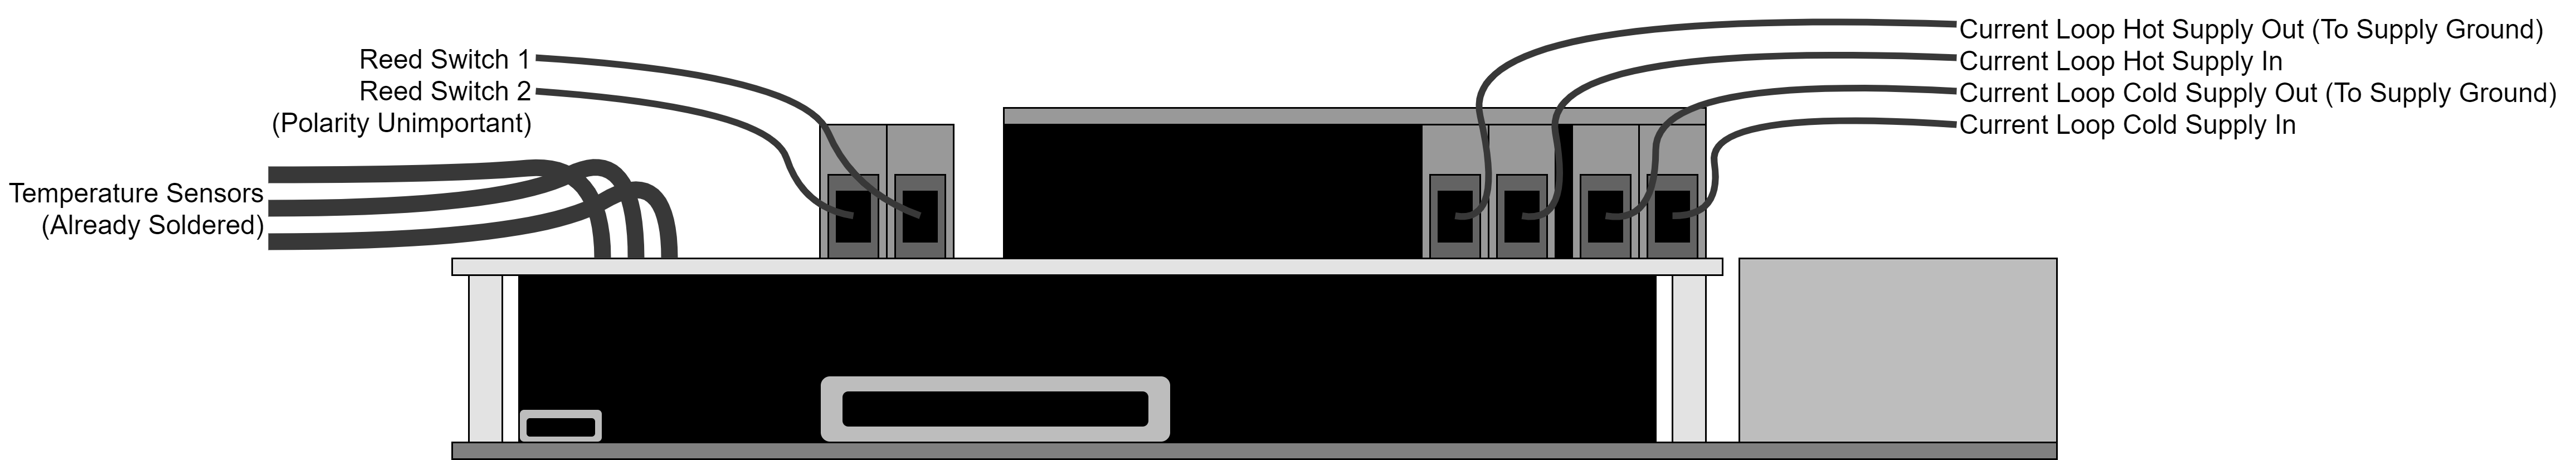 Reed Switch 1
Reed Switch 2
(Polarity Unimportant)
Temperature Sensors
(Already Soldered)
Current Loop Hot Supply Out (To Supply Ground)
Current Loop Hot Supply In
Current Loop Cold Supply Out (To Supply Ground)
Current Loop Cold Supply In